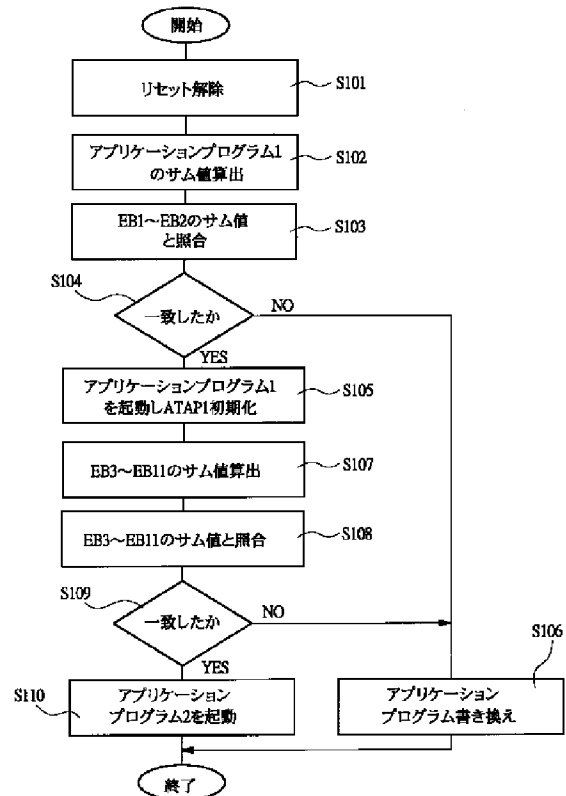 開始
リセット解除
S101
アプリケーションプログラム1
のサム値算出
S102
EB1～EB2のサム値
と照合
S103
S104
一致したか
NO
YES
アプリケーションプログラム1
を起動しATAP1初期化
S105
EB3～EB11のサム値算出
S107
EB3～EB11のサム値と照合
S108
S109
一致したか
NO
YES
S106
S110
アプリケーション
プログラム2を起動
アプリケーション
プログラム書き換え
終了